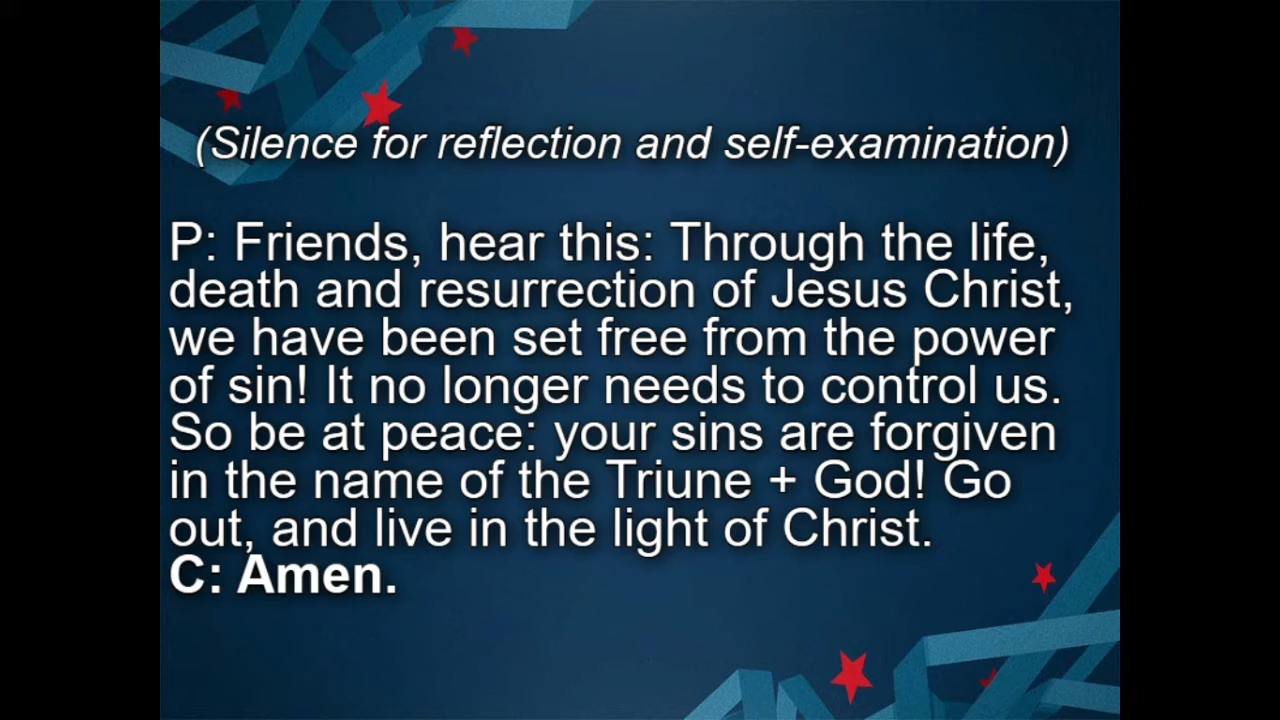 (Silence for reflection and self-examination)
P: Friends, hear this: Through the life,
death and resurrection of Jesus Christ,
we have been set free from the power
of sin! It no longer needs to control us.
So be at peace: your sins are forgiven
in the name of the Triune + God! Go
out, and live in the light of Christ.
C: Amen.